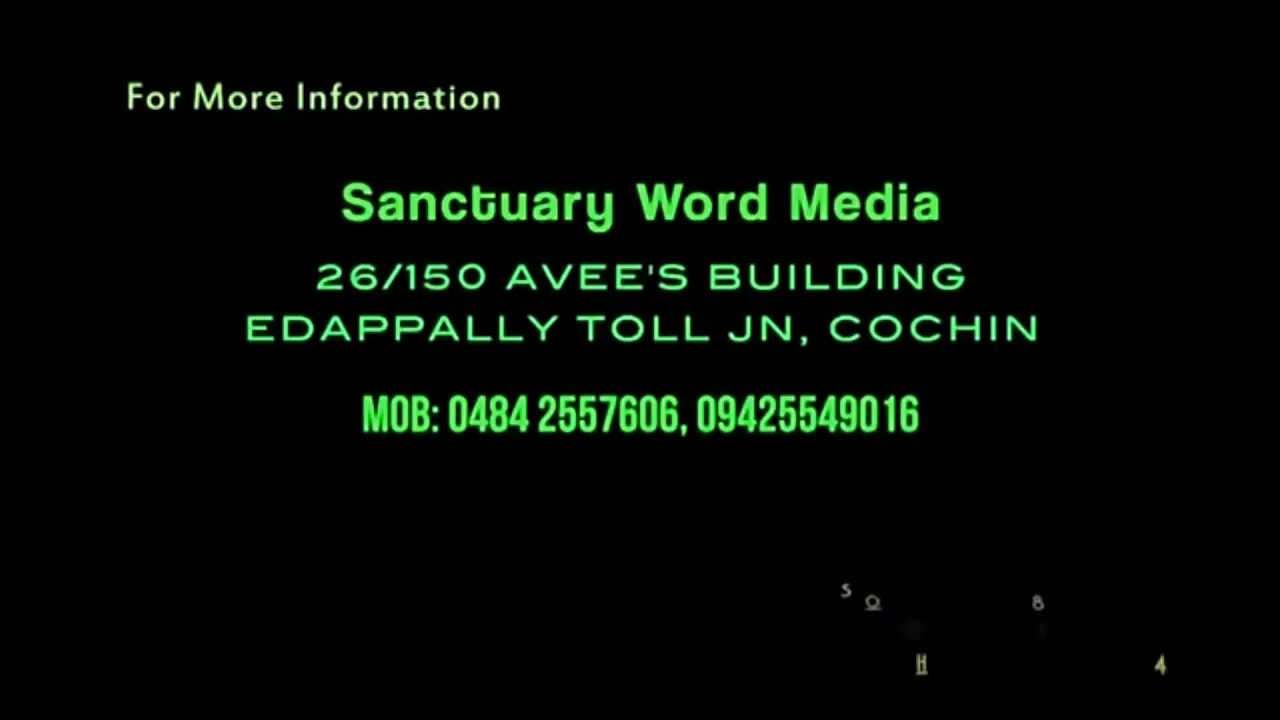 For More Information
Sanctuary Word Media
26/150 AVEE'S BUILDING
EDAPPALLY TOLL JN, COCHIN
MOB: 0484 2557606, 09425549016